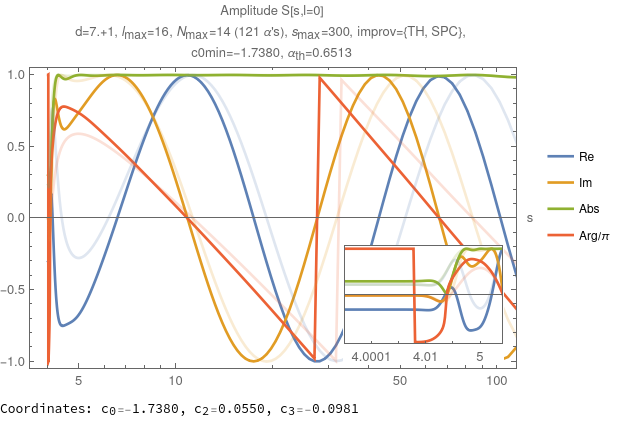 Amplitude S[s,l=0]
d=7.+1, lmax=16, Nmax=14 (121 α's), smax=300, improv={TH, SPC},
c0min=−1.7380, αth=0.6513
1.0
0.5
0.0
−0.5
−1.0
5
10
50
100
s
4.0001
4.01
5
Re
Im
Abs
Arg/π
Coordinates: c0=-1.7380, c2=0.0550, c3=-0.0981